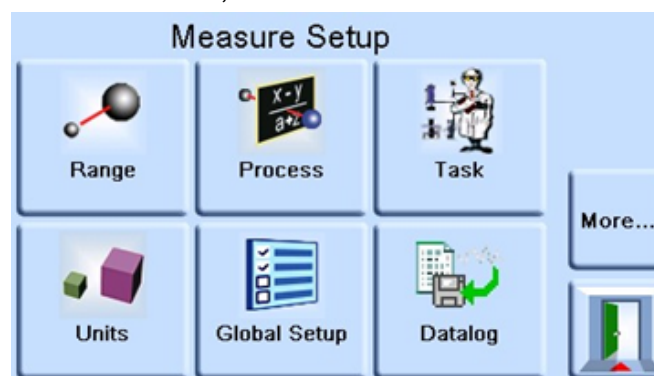 Measure Setup
x-y
a+z
Range
Process
Task
More...
Units
Global Setup
Datalog